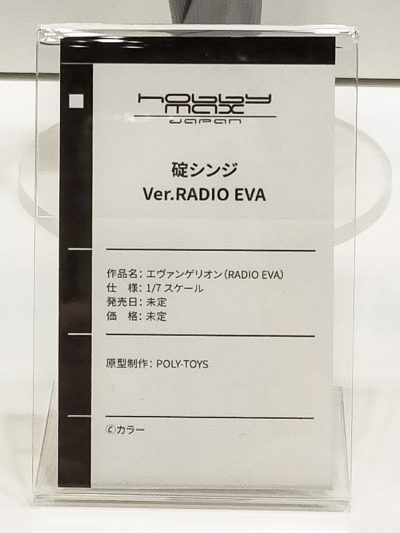 hobby
max
JAPAN
碇シンジ
Ver.RADIO EVA
作品名：エヴァンゲリオン（RADIO EVA）
仕　様：1/7スケール
発売日：未定
価　格：未定
原型制作：POLY-TOYS
©カラー